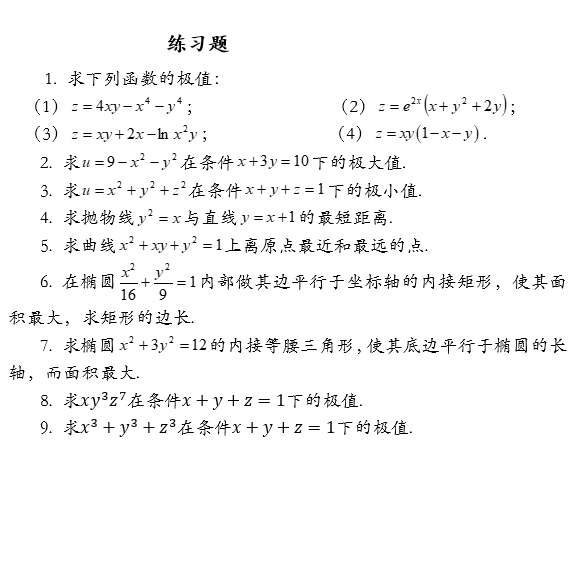 练习题
1. 求下列函数的极值：
（1）z=4xy−x⁴−y⁴； （2）z=e²ˣ(x+y²+2y)；
（3）z=xy+2x−ln x²y； （4）z=xy(1−x−y).
2. 求u=9−x²−y²在条件x+3y=10下的极大值.
3. 求u=x²+y²+z²在条件x+y+z=1下的极小值.
4. 求抛物线y²=x与直线y=x+1的最短距离.
5. 求曲线x²+xy+y²=1上离原点最近和最远的点.
6. 在椭圆x²/16+y²/9=1内部做其边平行于坐标轴的内接矩形，使其面
积最大，求矩形的边长.
7. 求椭圆x²+3y²=12的内接等腰三角形，使其底边平行于椭圆的长
轴，而面积最大.
8. 求xy³z⁷在条件x+y+z=1下的极值.
9. 求x³+y³+z³在条件x+y+z=1下的极值.